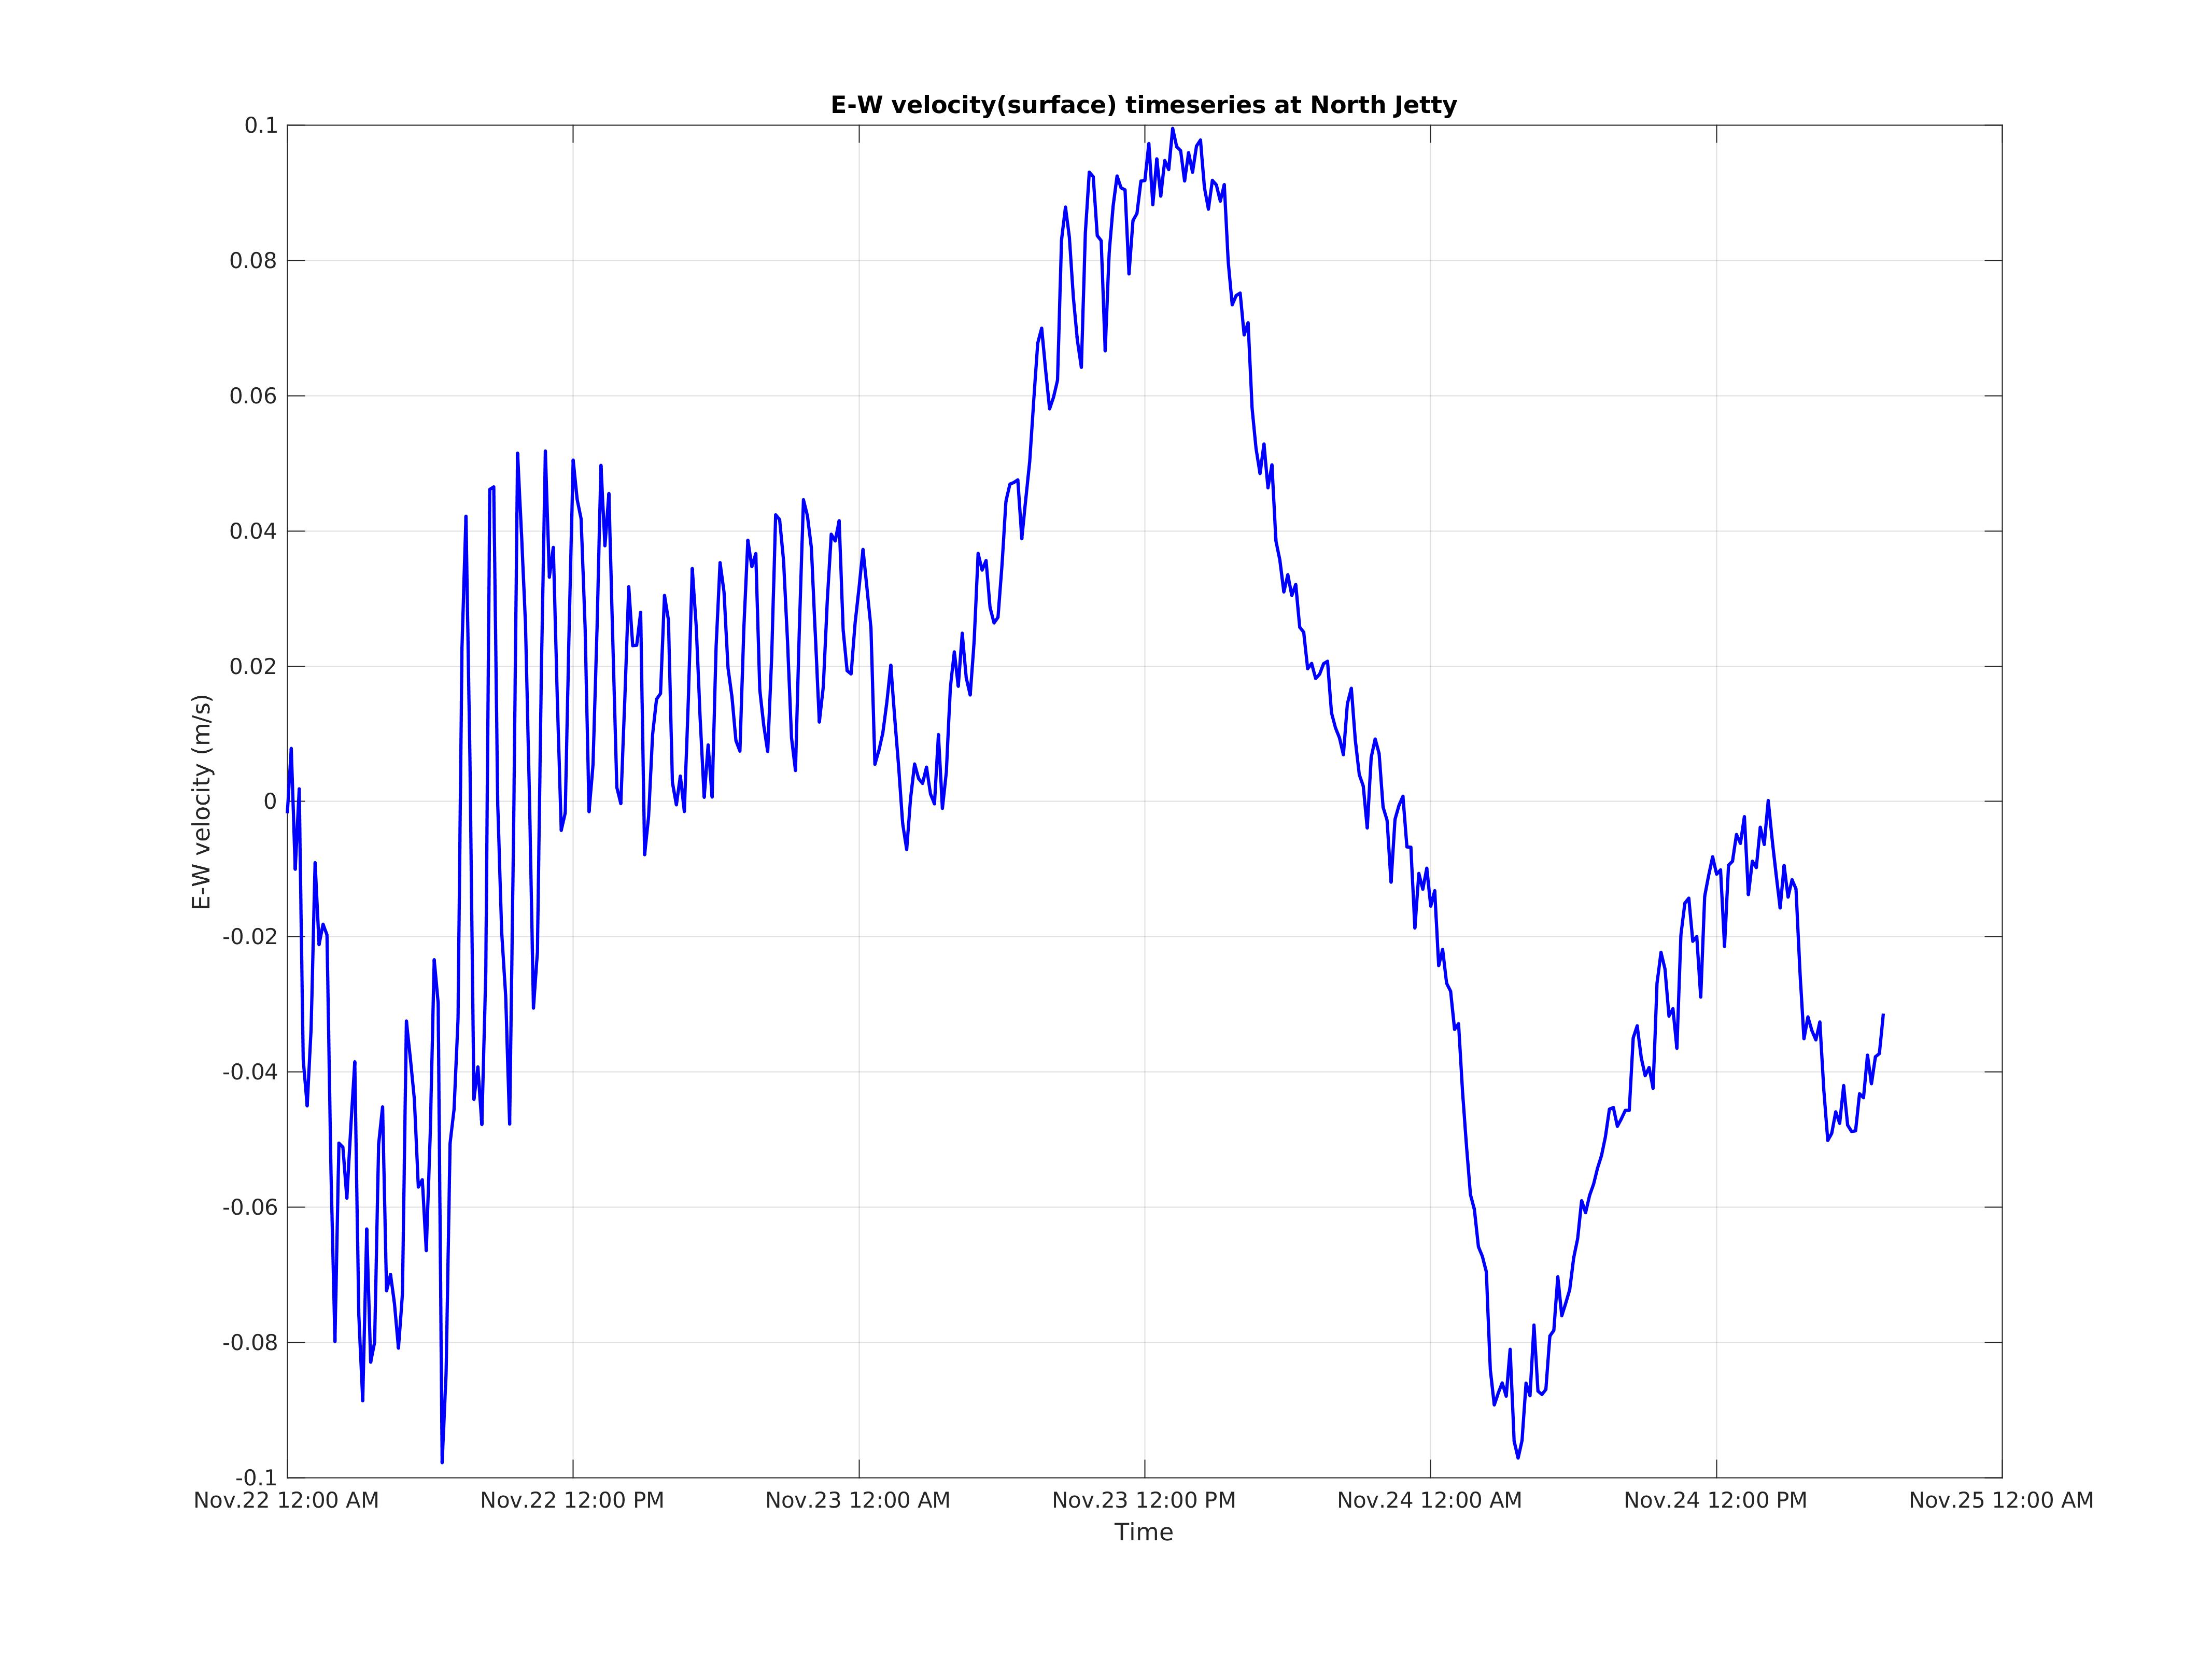 E-W velocity(surface) timeseries at North Jetty
0.1
0.08
0.06
0.04
0.02
0
-0.02
-0.04
-0.06
-0.08
-0.1
E-W velocity (m/s)
Nov.22 12:00 AM Nov.22 12:00 PM Nov.23 12:00 AM Nov.23 12:00 PM Nov.24 12:00 AM Nov.24 12:00 PM Nov.25 12:00 AM
Time